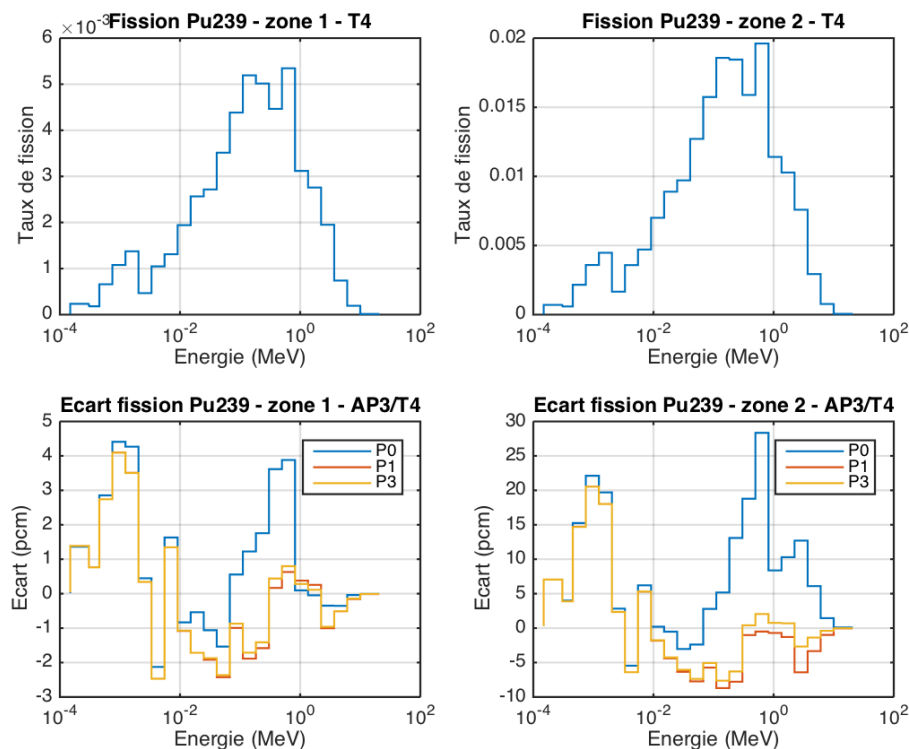 ×10⁻³
Fission Pu239 - zone 1 - T4
6
5
4
3
2
1
0
Taux de fission
10⁻⁴
10⁻²
10⁰
10²
Energie (MeV)
Fission Pu239 - zone 2 - T4
0.02
0.015
0.01
0.005
0
Taux de fission
10⁻⁴
10⁻²
10⁰
10²
Energie (MeV)
Ecart fission Pu239 - zone 1 - AP3/T4
5
4
3
2
1
0
-1
-2
-3
Ecart (pcm)
P0
P1
P3
10⁻⁴
10⁻²
10⁰
10²
Energie (MeV)
Ecart fission Pu239 - zone 2 - AP3/T4
30
25
20
15
10
5
0
-5
-10
Ecart (pcm)
P0
P1
P3
10⁻⁴
10⁻²
10⁰
10²
Energie (MeV)